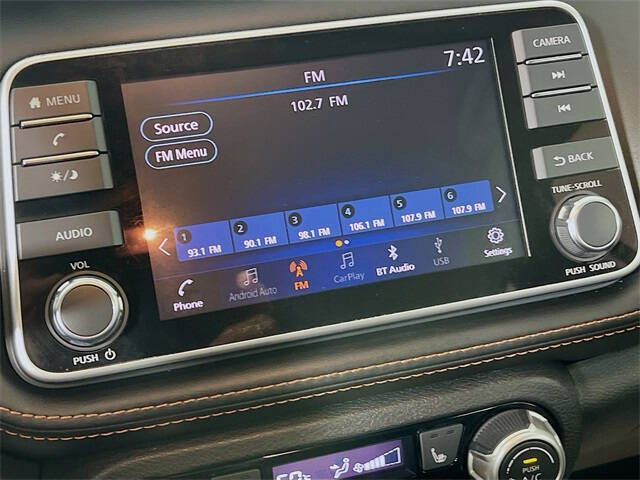 7:42
CAMERA
FM
102.7 FM
MENU
Source
FM Menu
BACK
TUNE·SCROLL
1 2 3 4 5 6
93.1 FM 90.1 FM 98.1 FM 106.1 FM 107.9 FM 107.9 FM
AUDIO
Phone Android Auto FM CarPlay BT Audio USB Settings
VOL
PUSH
PUSH SOUND
PUSH
A/C